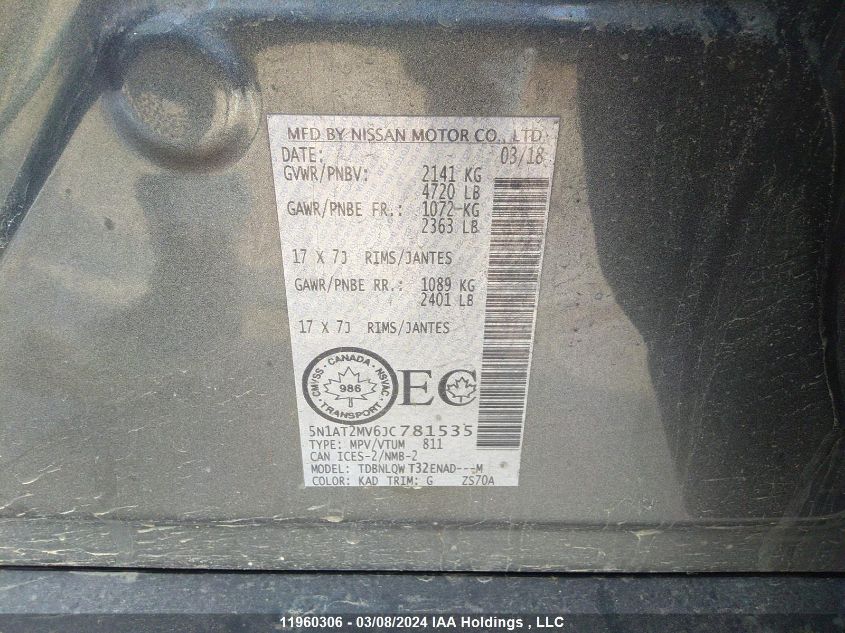 MFD BY NISSAN MOTOR CO., LTD
DATE: 03/18
GVWR/PNBV: 2141 KG
4720 LB
GAWR/PNBE FR.: 1072 KG
2363 LB
17 X 7J RIMS/JANTES
GAWR/PNBE RR.: 1089 KG
2401 LB
17 X 7J RIMS/JANTES
CMVSS · CANADA · NSVAC
986
TRANSPORT
EC
5N1AT2MV6JC781535
TYPE: MPV/VTUM 811
CAN ICES-2/NMB-2
MODEL: TDBNLQW T32ENAD---M
COLOR: KAD TRIM: G ZS70A
11960306 - 03/08/2024 IAA Holdings , LLC